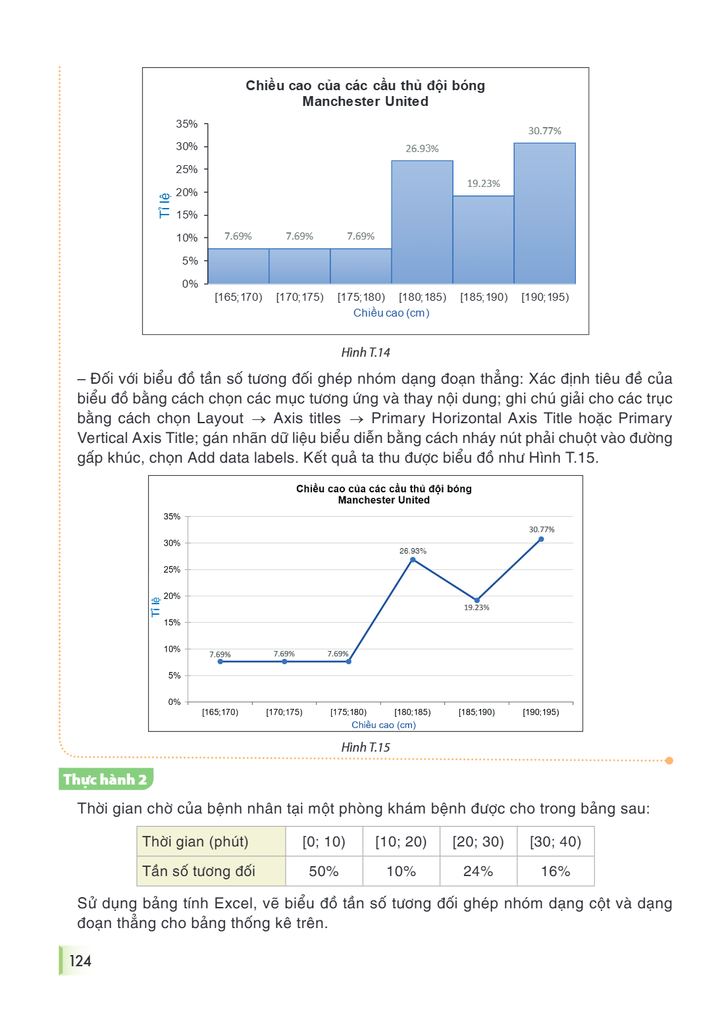 Chiều cao của các cầu thủ đội bóng
Manchester United
35%
30%
25%
20%
15%
10%
5%
0%
Tỉ lệ
7.69%
7.69%
7.69%
26.93%
19.23%
30.77%
[165;170) [170;175) [175;180) [180;185) [185;190) [190;195)
Chiều cao (cm)
Hình T.14
– Đối với biểu đồ tần số tương đối ghép nhóm dạng đoạn thẳng: Xác định tiêu đề của
biểu đồ bằng cách chọn các mục tương ứng và thay nội dung; ghi chú giải cho các trục
bằng cách chọn Layout → Axis titles → Primary Horizontal Axis Title hoặc Primary
Vertical Axis Title; gán nhãn dữ liệu biểu diễn bằng cách nháy nút phải chuột vào đường
gấp khúc, chọn Add data labels. Kết quả ta thu được biểu đồ như Hình T.15.
Chiều cao của các cầu thủ đội bóng
Manchester United
35%
30%
25%
20%
15%
10%
5%
0%
Tỉ lệ
7.69%
7.69%
7.69%
26.93%
19.23%
30.77%
[165;170) [170;175) [175;180) [180;185) [185;190) [190;195)
Chiều cao (cm)
Hình T.15
Thực hành 2
Thời gian chờ của bệnh nhân tại một phòng khám bệnh được cho trong bảng sau:
Thời gian (phút) [0; 10) [10; 20) [20; 30) [30; 40)
Tần số tương đối 50% 10% 24% 16%
Sử dụng bảng tính Excel, vẽ biểu đồ tần số tương đối ghép nhóm dạng cột và dạng
đoạn thẳng cho bảng thống kê trên.
124